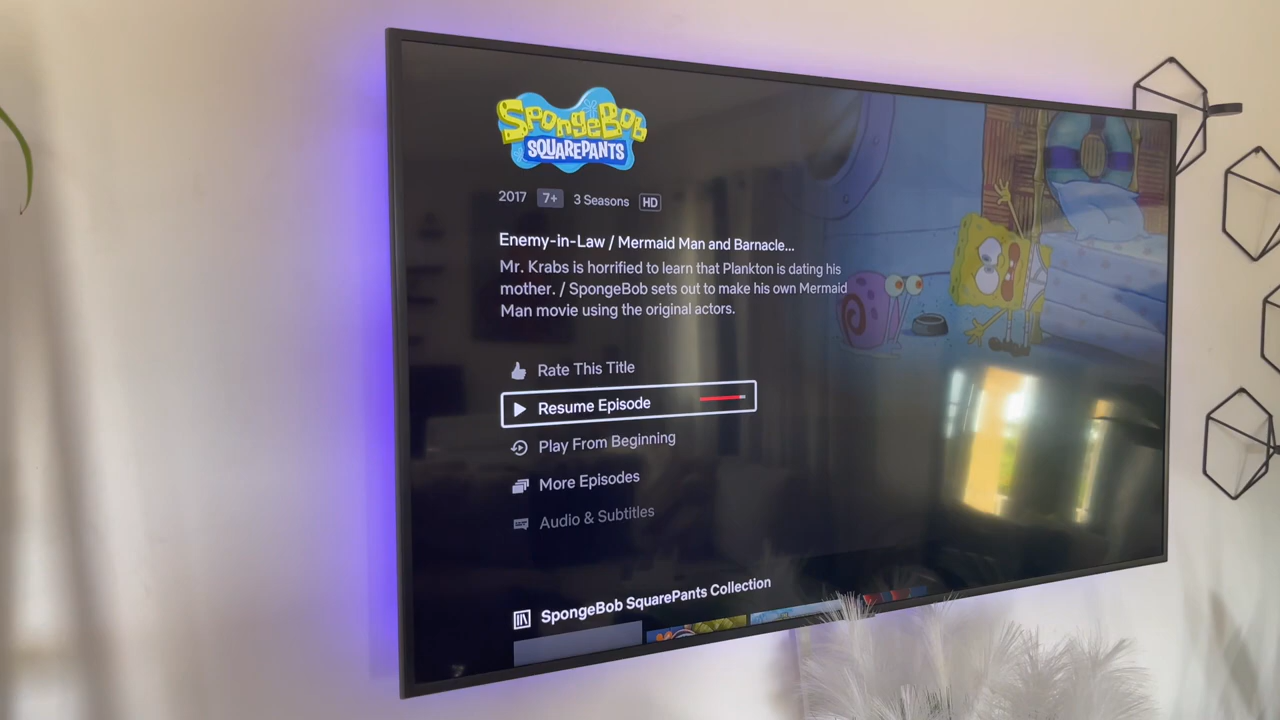 SPONGEBOB
SQUAREPANTS
2017 7+ 3 Seasons HD
Enemy-in-Law / Mermaid Man and Barnacle...
Mr. Krabs is horrified to learn that Plankton is dating his
mother. / SpongeBob sets out to make his own Mermaid
Man movie using the original actors.
Rate This Title
Resume Episode
Play From Beginning
More Episodes
Audio & Subtitles
SpongeBob SquarePants Collection